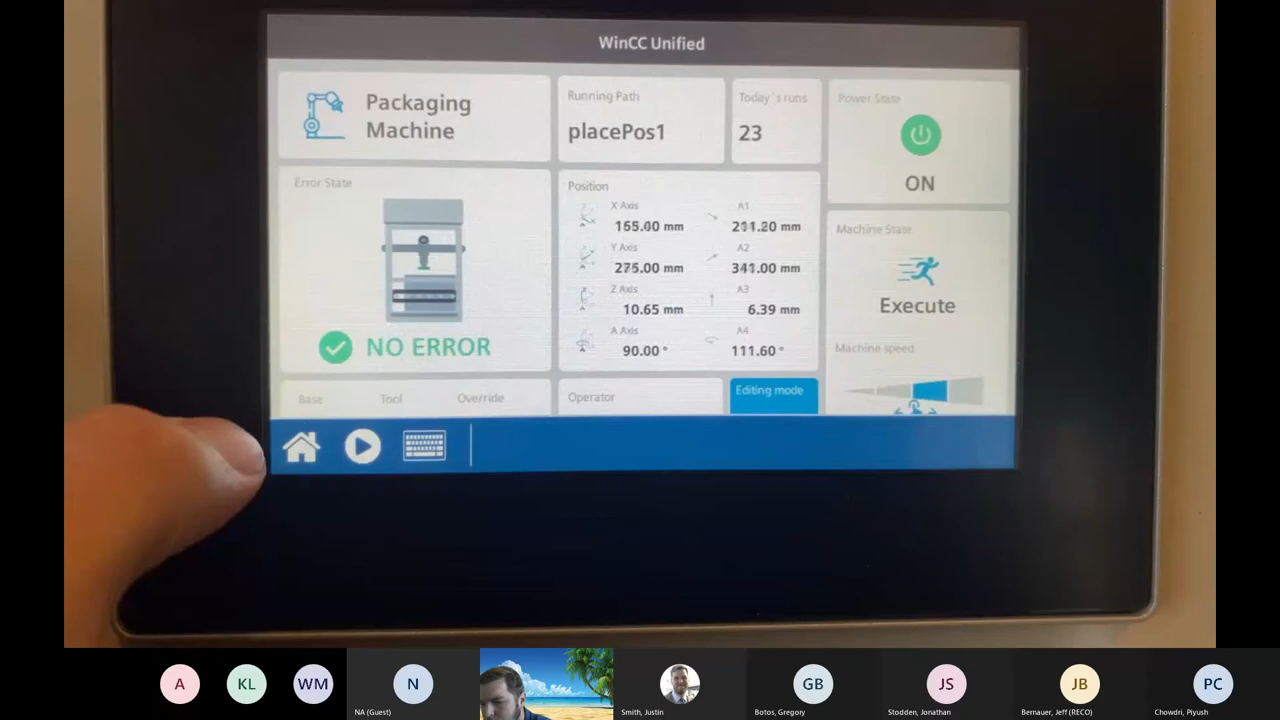 WinCC Unified
Packaging
Machine
Running Path
placePos1
Today´s runs
23
Power State
ON
Error State
NO ERROR
Position
X Axis
155.00 mm
A1
Y Axis
275.00 mm
A2
341.00 mm
Z Axis
10.65 mm
A3
6.39 mm
A Axis
90.00 °
A4
111.60 °
Machine State
Execute
Machine speed
Base
Tool
Override
Operator
Editing mode
A
KL
WM
N
NA (Guest)
Smith, Justin
GB
Botos, Gregory
JS
Stodden, Jonathan
JB
Bernauer, Jeff (RECO)
PC
Chowdri, Piyush